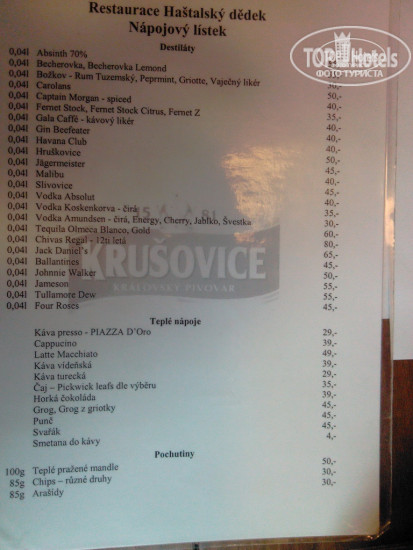 Restaurace Haštalský dědek
Nápojový lístek
Destiláty
0,04l Absinth 70%
0,04l Becherovka, Becherovka Lemond
0,04l Božkov - Rum Tuzemský, Peprmint, Griotte, Vaječný likér
0,04l Carolans 30,-
0,04l Captain Morgan - spiced 50,-
0,04l Fernet Stock, Fernet Stock Citrus, Fernet Z 40,-
0,04l Gala Caffé - kávový likér 35,-
0,04l Gin Beefeater 40,-
0,04l Havana Club 40,-
0,04l Hruškovice 50,-
0,04l Jägermeister 45,-
0,04l Malibu 40,-
0,04l Slivovice 45,-
0,04l Vodka Absolut 40,-
0,04l Vodka Koskenkorva - čirá 40,-
0,04l Vodka Amundsen - čirá, Energy, Cherry, Jablko, Švestka 30,-
0,04l Tequila Olmeca Blanco, Gold 60,-
0,04l Chivas Regal - 12ti letá 80,-
0,04l Jack Daniel's 65,-
0,04l Ballantines 45,-
0,04l Johnnie Walker 50,-
0,04l Jameson 45,-
0,04l Tullamore Dew 55,-
0,04l Four Roses 45,-
KRUŠOVICE
KRÁLOVSKÝ PIVOVAR
Teplé nápoje
Káva presso - PIAZZA D'Oro 29,-
Cappucino 39,-
Latte Macchiato 49,-
Káva vídeňská 39,-
Káva turecká 29,-
Čaj – Pickwick leafs dle výběru 35,-
Horká čokoláda 39,-
Grog, Grog z griotky 45,-
Punč 45,-
Svařák 45,-
Smetana do kávy 4,-
Pochutiny
100g Teplé pražené mandle 50,-
85g Chips – různé druhy 30,-
85g Arašídy 30,-
TOP Hotels
ФОТО ТУРИСТА